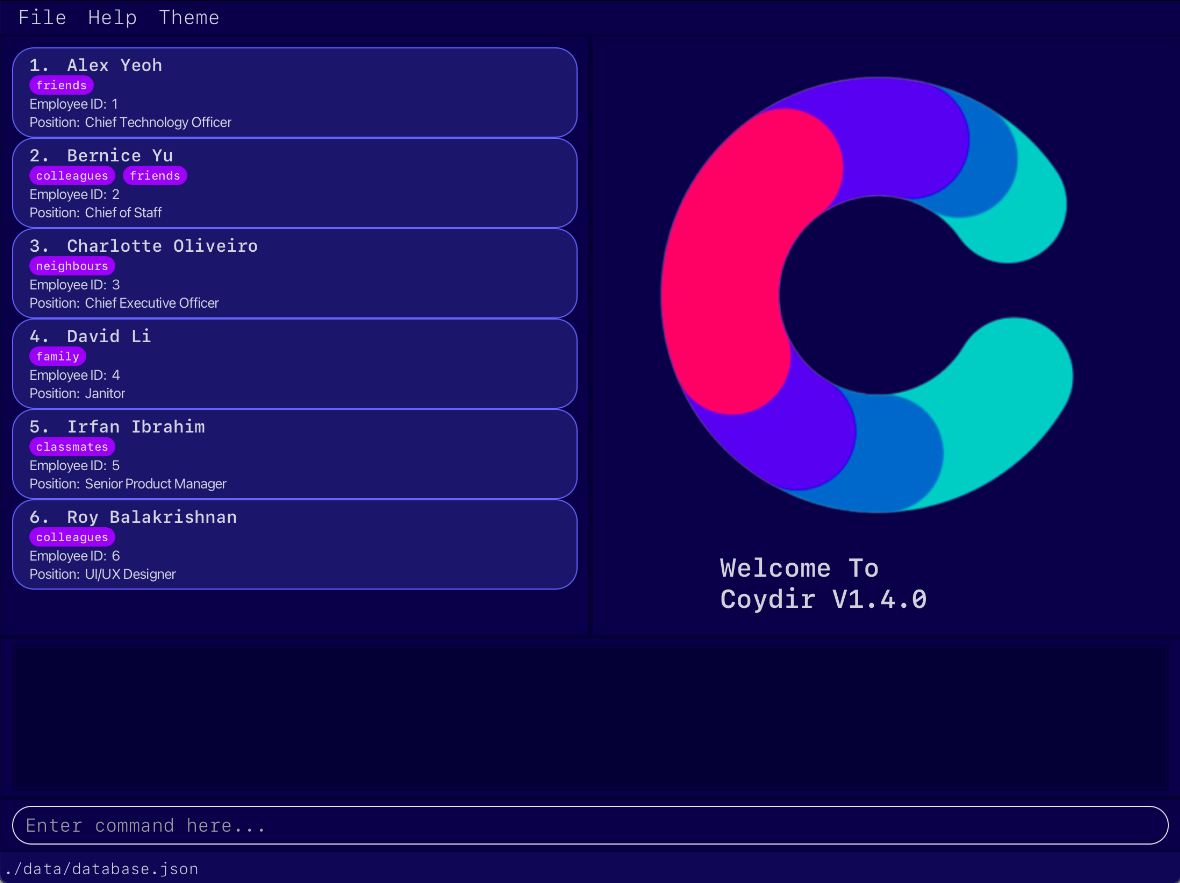 File Help Theme
1. Alex Yeoh
friends
Employee ID: 1
Position: Chief Technology Officer
2. Bernice Yu
colleagues friends
Employee ID: 2
Position: Chief of Staff
3. Charlotte Oliveiro
neighbours
Employee ID: 3
Position: Chief Executive Officer
4. David Li
family
Employee ID: 4
Position: Janitor
5. Irfan Ibrahim
classmates
Employee ID: 5
Position: Senior Product Manager
6. Roy Balakrishnan
colleagues
Employee ID: 6
Position: UI/UX Designer
Welcome To
Coydir V1.4.0
Enter command here...
./data/database.json